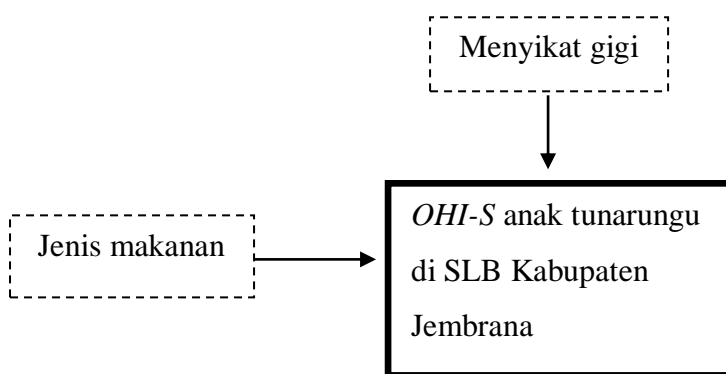 Menyikat gigi
Jenis makanan
OHI-S anak tunarungu
di SLB Kabupaten
Jembrana